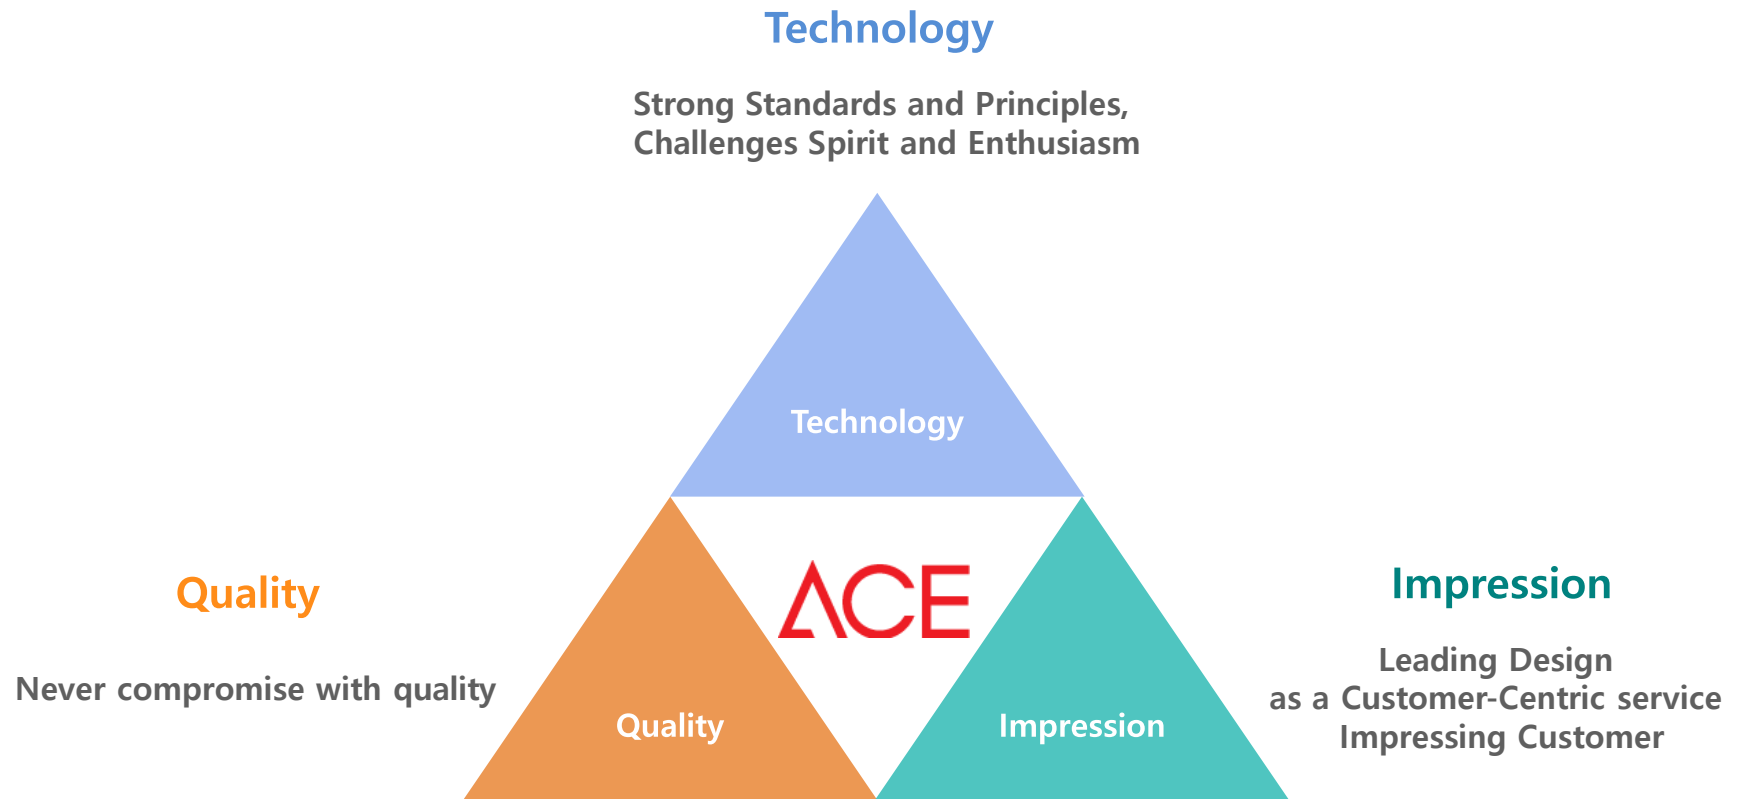 Technology
Strong Standards and Principles,
Challenges Spirit and Enthusiasm
Technology
ACE
Quality
Never compromise with quality
Quality
Impression
Impression
Leading Design
as a Customer-Centric service
Impressing Customer